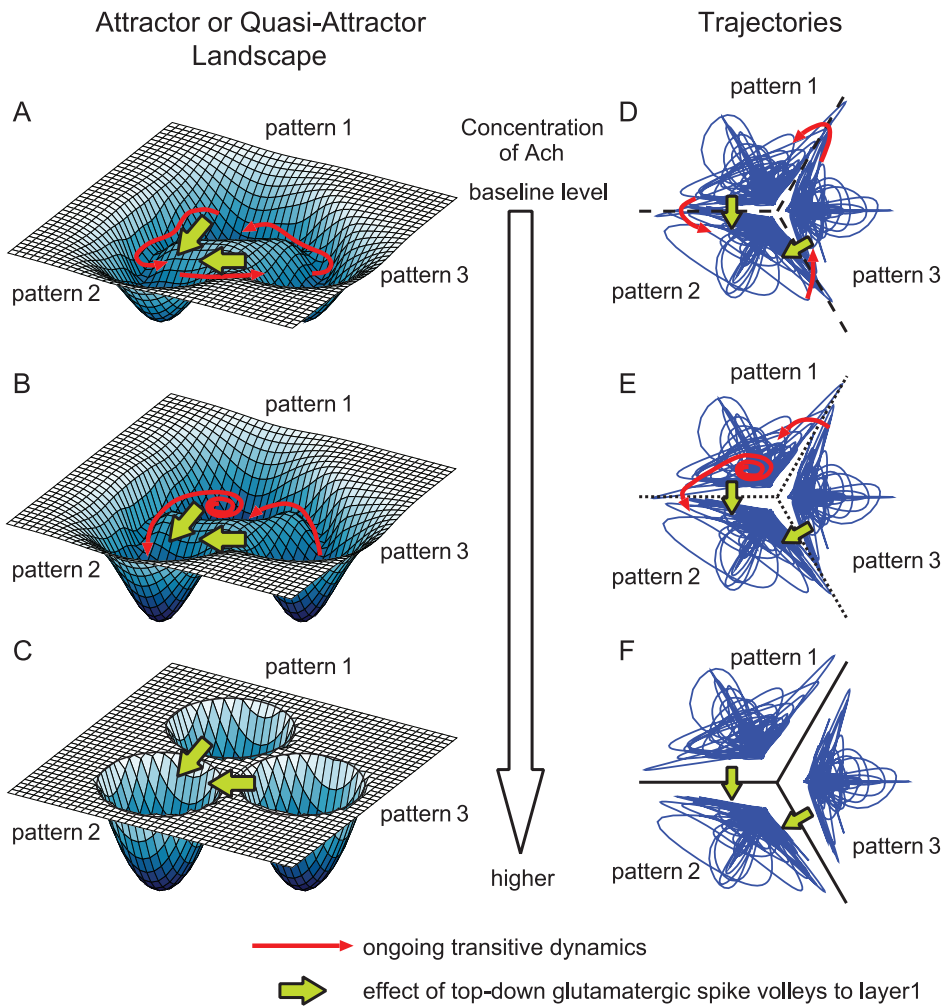 Attractor or Quasi-Attractor
Landscape
Trajectories
A
pattern 1
pattern 2
pattern 3
Concentration
of Ach
baseline level
D
pattern 1
pattern 2
pattern 3
B
pattern 1
pattern 2
pattern 3
E
pattern 1
pattern 2
pattern 3
C
pattern 1
pattern 2
pattern 3
higher
F
pattern 1
pattern 2
pattern 3
ongoing transitive dynamics
effect of top-down glutamatergic spike volleys to layer1